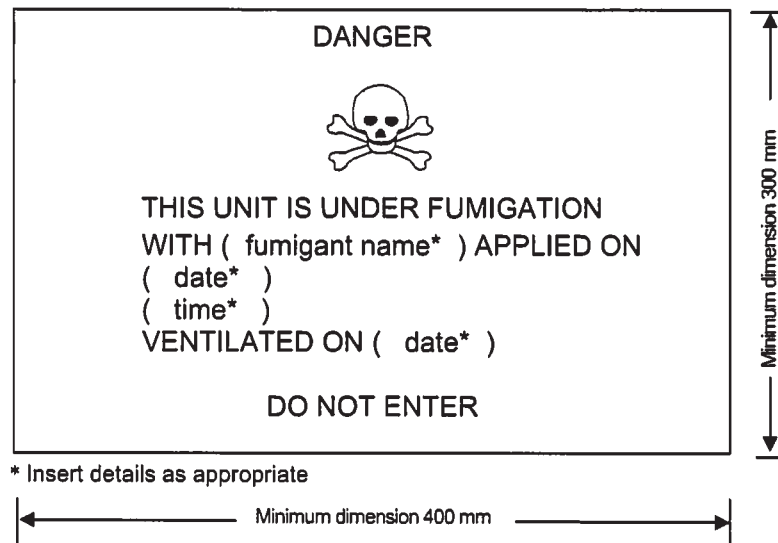 DANGER
THIS UNIT IS UNDER FUMIGATION
WITH ( fumigant name* ) APPLIED ON
( date* )
( time* )
VENTILATED ON ( date* )
DO NOT ENTER
* Insert details as appropriate
Minimum dimension 400 mm
Minimum dimension 300 mm